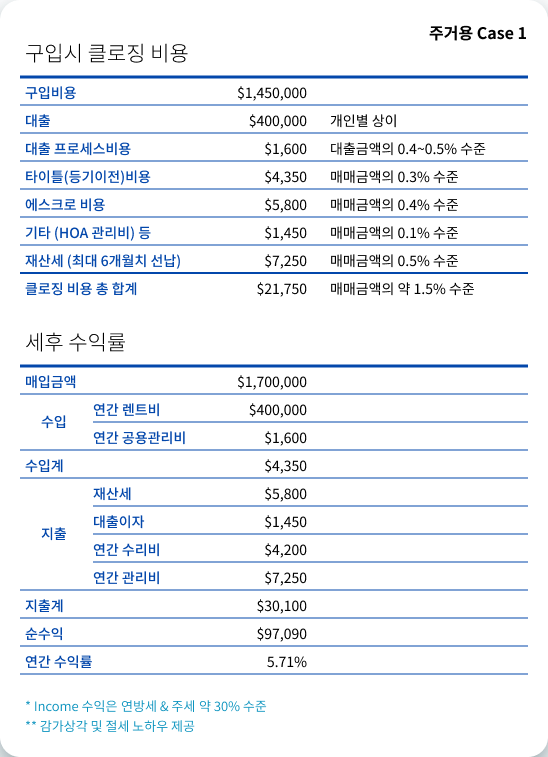 주거용 Case 1
구입시 클로징 비용
구입비용 $1,450,000
대출 $400,000 개인별 상이
대출 프로세스비용 $1,600 대출금액의 0.4~0.5% 수준
타이틀(등기이전)비용 $4,350 매매금액의 0.3% 수준
에스크로 비용 $5,800 매매금액의 0.4% 수준
기타 (HOA 관리비) 등 $1,450 매매금액의 0.1% 수준
재산세 (최대 6개월치 선납) $7,250 매매금액의 0.5% 수준
클로징 비용 총 합계 $21,750 매매금액의 약 1.5% 수준
세후 수익률
매입금액 $1,700,000
수입
연간 렌트비 $400,000
연간 공용관리비 $1,600
수입계 $4,350
지출
재산세 $5,800
대출이자 $1,450
연간 수리비 $4,200
연간 관리비 $7,250
지출계 $30,100
순수익 $97,090
연간 수익률 5.71%
* Income 수익은 연방세 & 주세 약 30% 수준
** 감가상각 및 절세 노하우 제공